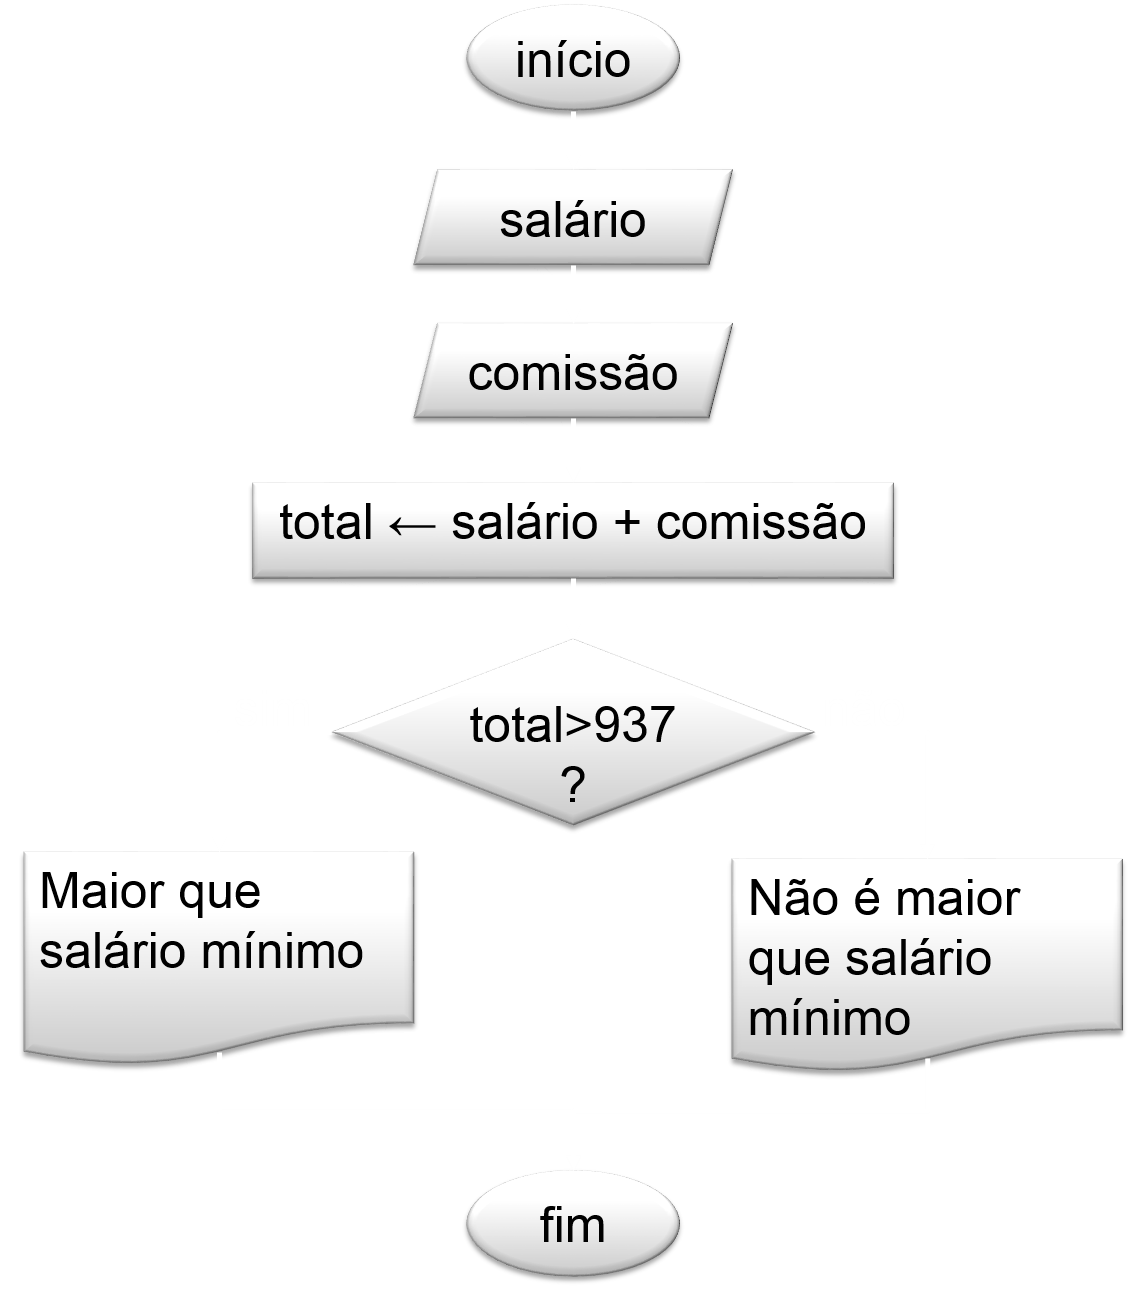 início
salário
comissão
total ← salário + comissão
total>937
?
Maior que
salário mínimo
Não é maior
que salário
mínimo
fim